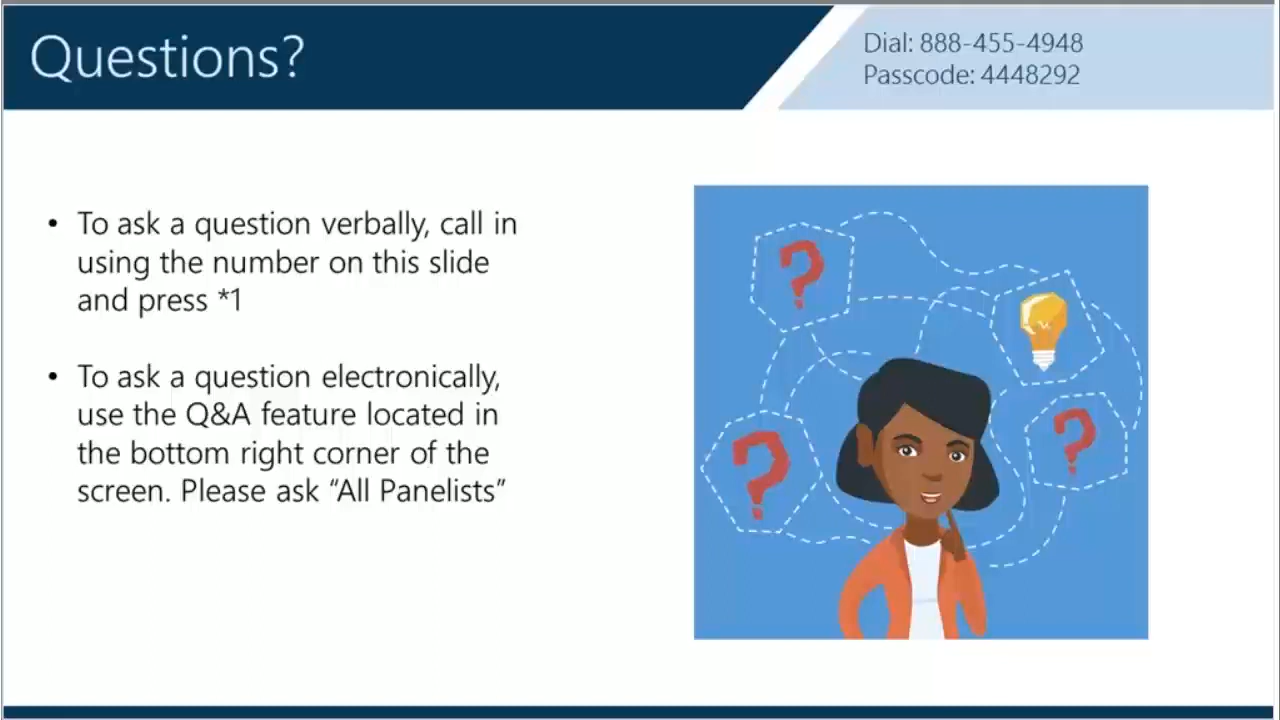 Questions?
Dial: 888-455-4948
Passcode: 4448292
• To ask a question verbally, call in
using the number on this slide
and press *1
• To ask a question electronically,
use the Q&A feature located in
the bottom right corner of the
screen. Please ask “All Panelists”